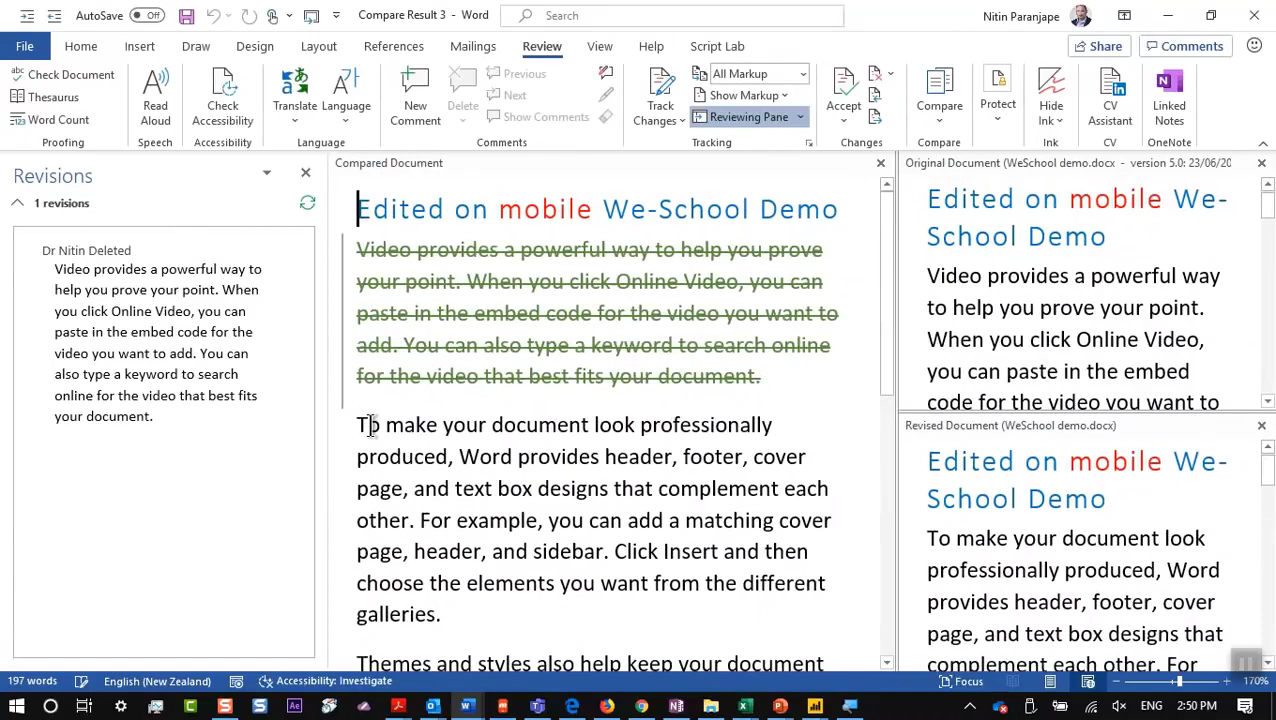 AutoSave Off
Compare Result 3 - Word
Search
Nitin Paranjape
File Home Insert Draw Design Layout References Mailings Review View Help Script Lab
Share Comments
abc Check Document
Thesaurus
Word Count
Proofing
Read Aloud
Speech
Check Accessibility
Accessibility
Translate
Language
Language
New Comment
Delete
Previous
Next
Show Comments
Comments
Track Changes
All Markup
Show Markup
Reviewing Pane
Tracking
Accept
Changes
Compare
Compare
Protect
Hide Ink
Ink
CV Assistant
CV
Linked Notes
OneNote
Revisions
1 revisions
Dr Nitin Deleted
Video provides a powerful way to
help you prove your point. When
you click Online Video, you can
paste in the embed code for the
video you want to add. You can
also type a keyword to search
online for the video that best fits
your document.
Compared Document
Edited on mobile We-School Demo
Video provides a powerful way to help you prove
your point. When you click Online Video, you can
paste in the embed code for the video you want to
add. You can also type a keyword to search online
for the video that best fits your document.
To make your document look professionally
produced, Word provides header, footer, cover
page, and text box designs that complement each
other. For example, you can add a matching cover
page, header, and sidebar. Click Insert and then
choose the elements you want from the different
galleries.
Themes and styles also help keep your document
Original Document (WeSchool demo.docx - version 5.0: 23/06/20
Edited on mobile We-
School Demo
Video provides a powerful way
to help you prove your point.
When you click Online Video,
you can paste in the embed
code for the video you want to
Revised Document (WeSchool demo.docx)
Edited on mobile We-
School Demo
To make your document look
professionally produced, Word
provides header, footer, cover
page, and text box designs that
complement each other. For
197 words
English (New Zealand)
Accessibility: Investigate
Focus
170%
2:50 PM